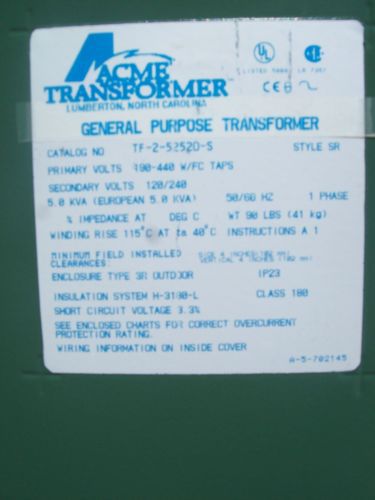 ACME
TRANSFORMER
LUMBERTON, NORTH CAROLINA
UL
LISTED
CE
GENERAL PURPOSE TRANSFORMER
CATALOG NO TF-2-52520-S STYLE SR
PRIMARY VOLTS 190-440 W/FC TAPS
SECONDARY VOLTS 120/240
5.0 KVA (EUROPEAN 5.0 KVA) 50/60 HZ 1 PHASE
% IMPEDANCE AT DEG C WT 90 LBS (41 kg)
WINDING RISE 115°C AT ta 40°C INSTRUCTIONS A 1
MINIMUM FIELD INSTALLED
CLEARANCES:
ENCLOSURE TYPE 3R OUTDOOR IP23
INSULATION SYSTEM H-3180-L CLASS 180
SHORT CIRCUIT VOLTAGE 3.3%
SEE ENCLOSED CHARTS FOR CORRECT OVERCURRENT
PROTECTION RATING.
WIRING INFORMATION ON INSIDE COVER
A-5-702145